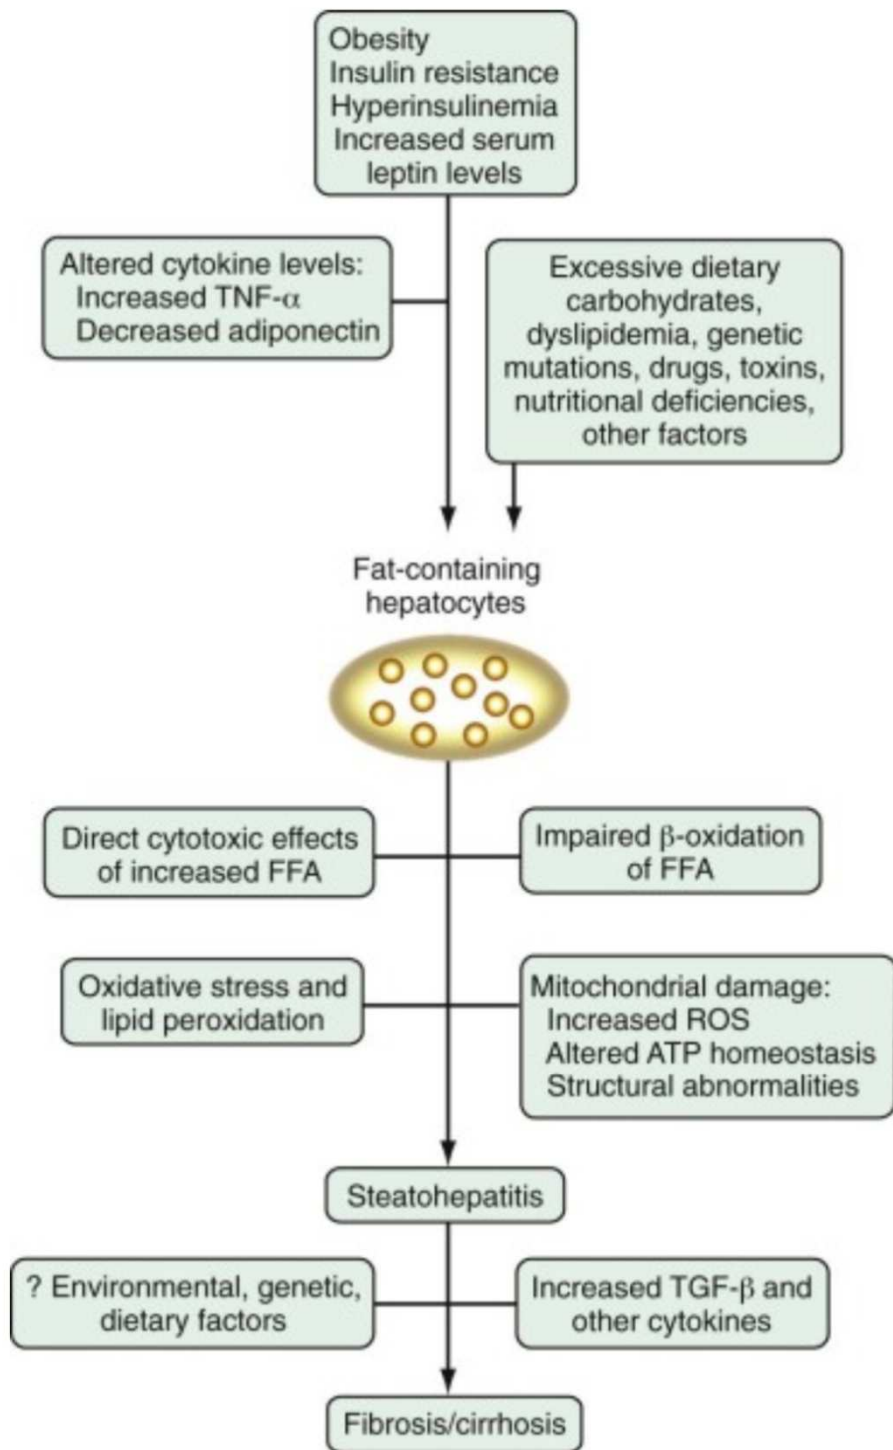 Obesity
Insulin resistance
Hyperinsulinemia
Increased serum
leptin levels
Altered cytokine levels:
Increased TNF-α
Decreased adiponectin
Excessive dietary
carbohydrates,
dyslipidemia, genetic
mutations, drugs, toxins,
nutritional deficiencies,
other factors
Fat-containing
hepatocytes
Direct cytotoxic effects
of increased FFA
Impaired β-oxidation
of FFA
Oxidative stress and
lipid peroxidation
Mitochondrial damage:
Increased ROS
Altered ATP homeostasis
Structural abnormalities
Steatohepatitis
? Environmental, genetic,
dietary factors
Increased TGF-β and
other cytokines
Fibrosis/cirrhosis